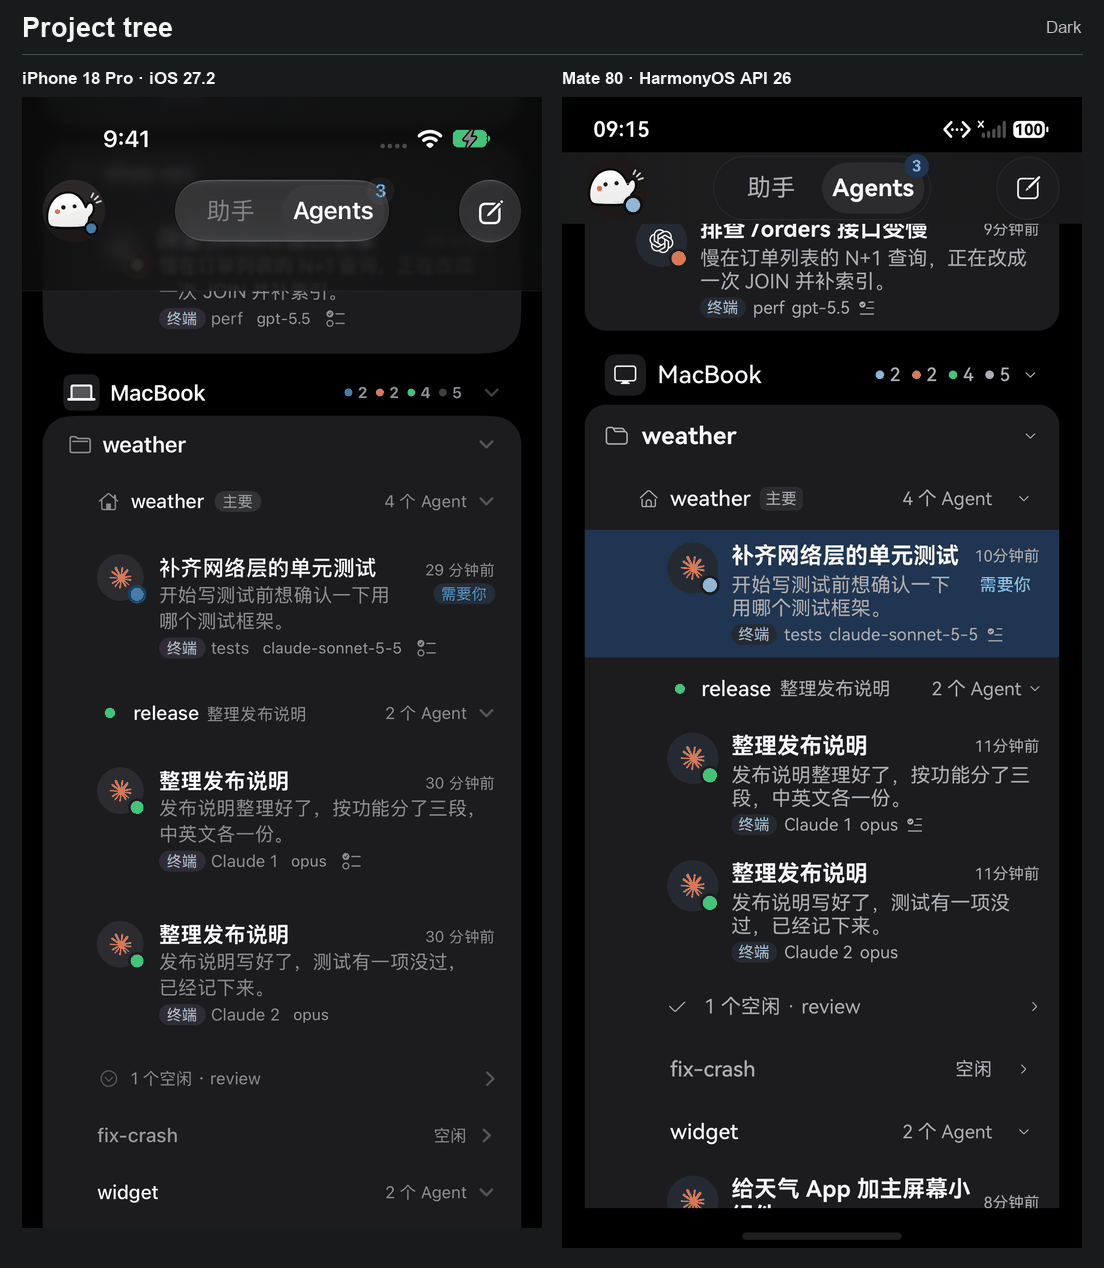 Project tree
Dark
iPhone 18 Pro · iOS 27.2
9:41
助手
Agents
3
一次 JOIN 并补索引。
终端 perf gpt-5.5
MacBook
2 2 4 5
weather
weather 主要 4 个 Agent
补齐网络层的单元测试 29 分钟前
开始写测试前想确认一下用 需要你
哪个测试框架。
终端 tests claude-sonnet-5-5
release 整理发布说明 2 个 Agent
整理发布说明 30 分钟前
发布说明整理好了，按功能分了三段，
中英文各一份。
终端 Claude 1 opus
整理发布说明 30 分钟前
发布说明写好了，测试有一项没过，
已经记下来。
终端 Claude 2 opus
1 个空闲 · review
fix-crash 空闲
widget 2 个 Agent
Mate 80 · HarmonyOS API 26
09:15
100
助手
Agents
3
排查 /orders 接口变慢 9分钟前
慢在订单列表的 N+1 查询，正在改成
一次 JOIN 并补索引。
终端 perf gpt-5.5
MacBook 2 2 4 5
weather
weather 主要 4 个 Agent
补齐网络层的单元测试 10分钟前
开始写测试前想确认一下 需要你
用哪个测试框架。
终端 tests claude-sonnet-5-5
release 整理发布说明 2 个 Agent
整理发布说明 11分钟前
发布说明整理好了，按功能分了三
段，中英文各一份。
终端 Claude 1 opus
整理发布说明 11分钟前
发布说明写好了，测试有一项没
过，已经记下来。
终端 Claude 2 opus
1 个空闲 · review
fix-crash 空闲
widget 2 个 Agent
给天气 App 加主屏幕小 8分钟前